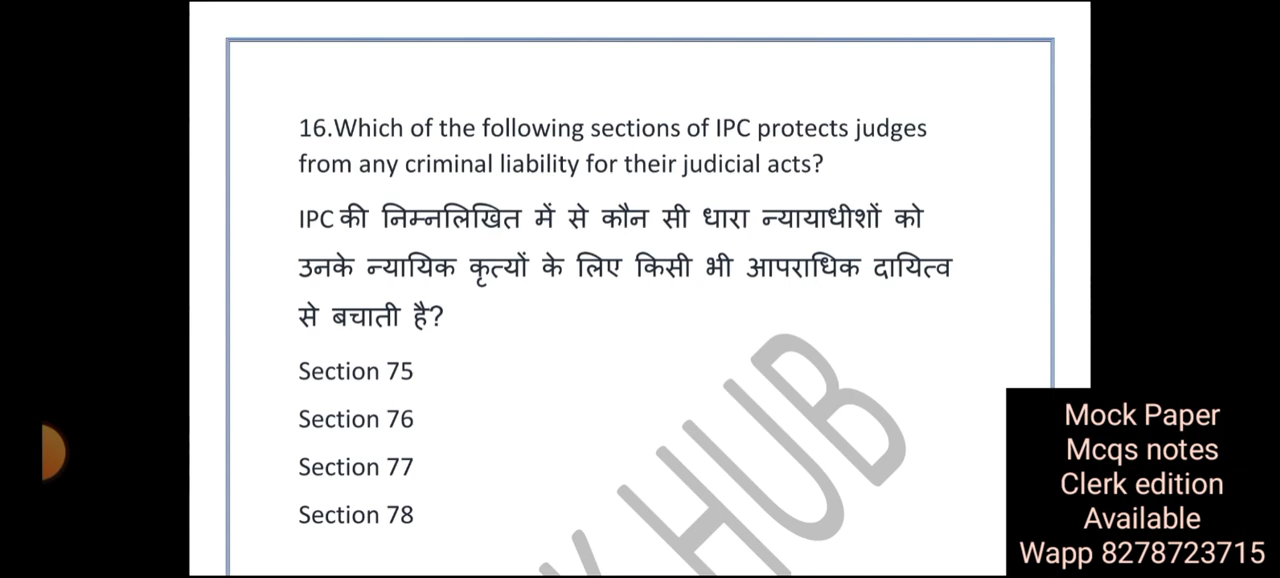 16.Which of the following sections of IPC protects judges
from any criminal liability for their judicial acts?
IPC की निम्नलिखित में से कौन सी धारा न्यायाधीशों को
उनके न्यायिक कृत्यों के लिए किसी भी आपराधिक दायित्व
से बचाती है?
Section 75
Section 76
Section 77
Section 78
HUB
Mock Paper
Mcqs notes
Clerk edition
Available
Wapp 8278723715